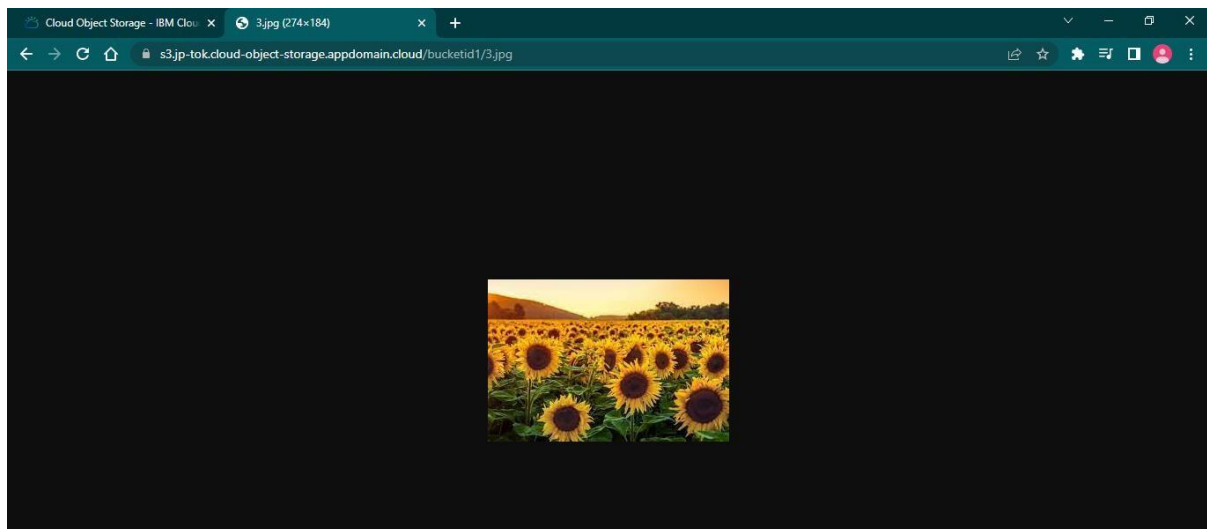 Cloud Object Storage - IBM Clou
3.jpg (274×184)
s3.jp-tok.cloud-object-storage.appdomain.cloud/bucketid1/3.jpg